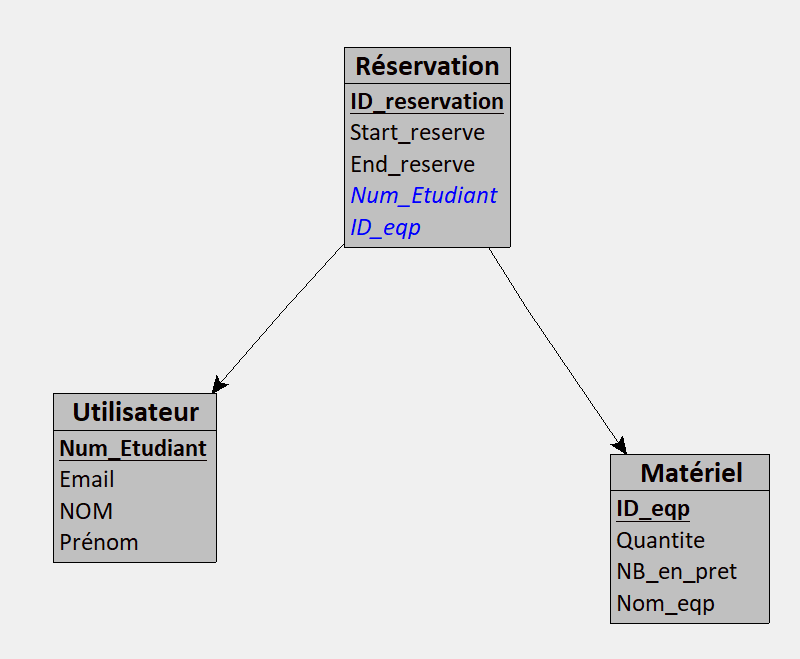 Réservation
ID_reservation
Start_reserve
End_reserve
Num_Etudiant
ID_eqp
Utilisateur
Num_Etudiant
Email
NOM
Prénom
Matériel
ID_eqp
Quantite
NB_en_pret
Nom_eqp